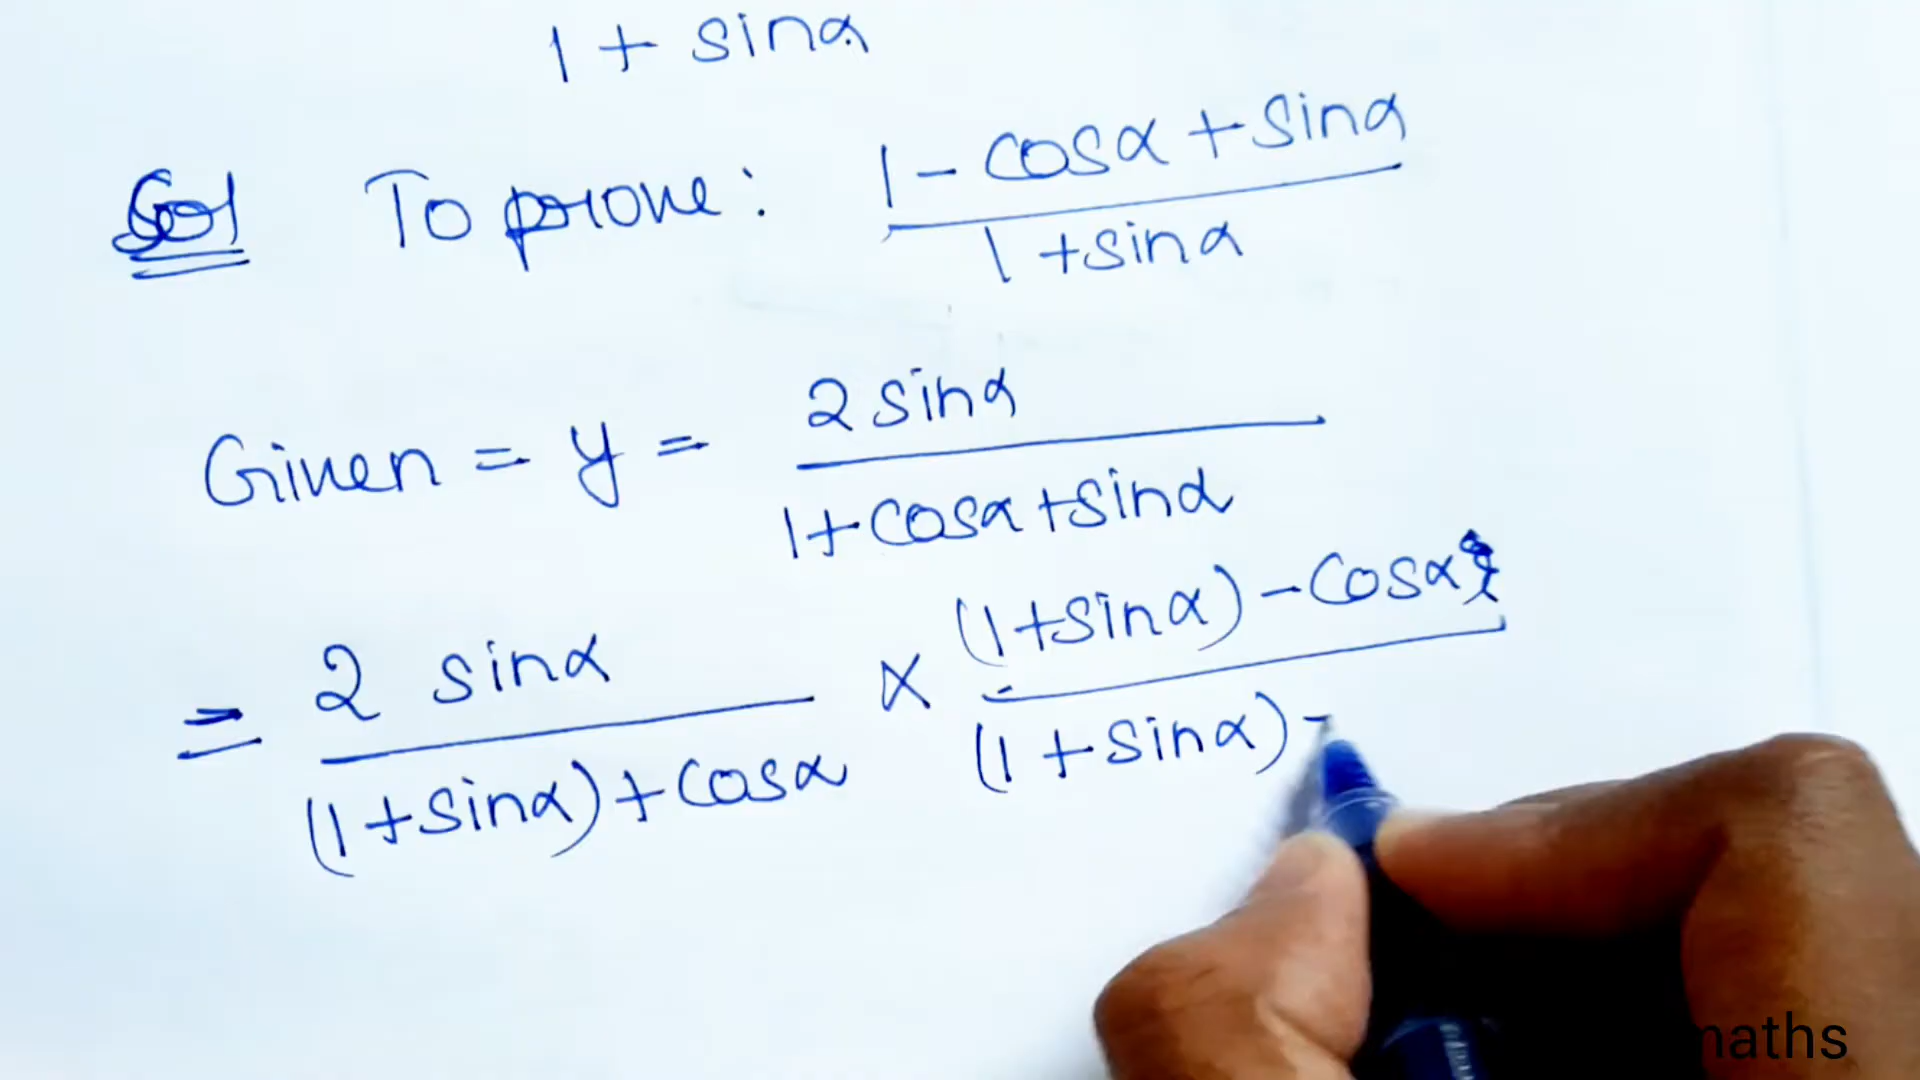 1 + sinα
Sol To prove: 1 - cosα + sinα
1 + sinα
Given = y = 2 sinα
1 + cosα + sinα
= 2 sinα × (1 + sinα) - cosα
(1 + sinα) + cosα (1 + sinα) -
maths